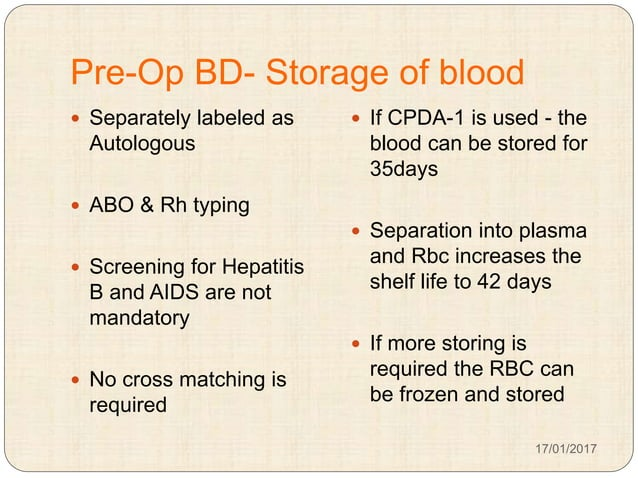 Pre-Op BD- Storage of blood
• Separately labeled as
Autologous
• ABO & Rh typing
• Screening for Hepatitis
B and AIDS are not
mandatory
• No cross matching is
required
• If CPDA-1 is used - the
blood can be stored for
35days
• Separation into plasma
and Rbc increases the
shelf life to 42 days
• If more storing is
required the RBC can
be frozen and stored
17/01/2017